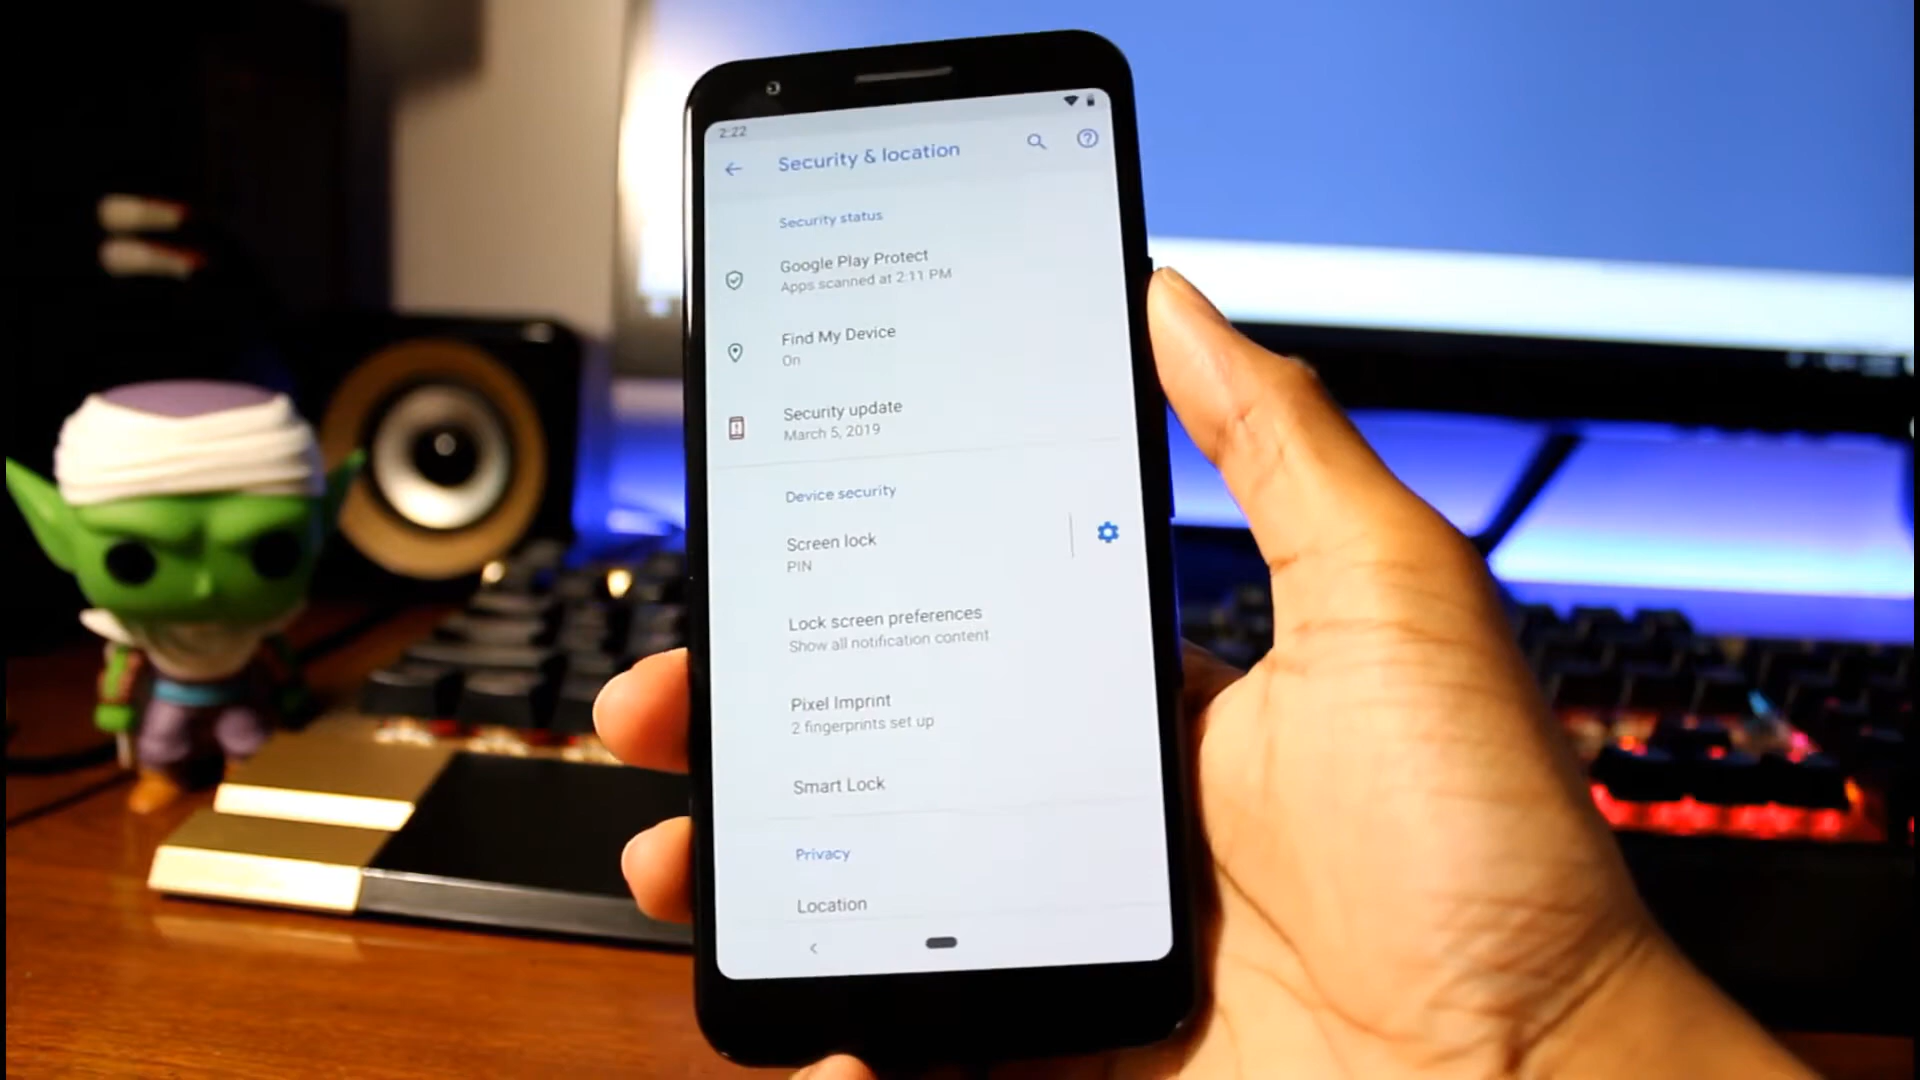 2:22
Security & location
Security status
Google Play Protect
Apps scanned at 2:11 PM
Find My Device
On
Security update
March 5, 2019
Device security
Screen lock
PIN
Lock screen preferences
Show all notification content
Pixel Imprint
2 fingerprints set up
Smart Lock
Privacy
Location